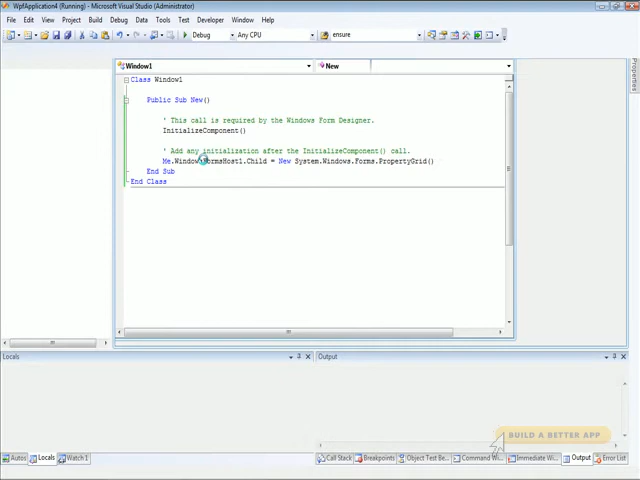 WpfApplication4 (Running) - Microsoft Visual Studio (Administrator)
File Edit View Project Build Debug Data Tools Test Developer Window Help
Debug Any CPU ensure
Window1 New
Properties
Class Window1
Public Sub New()
' This call is required by the Windows Form Designer.
InitializeComponent()
' Add any initialization after the InitializeComponent() call.
Me.WindowsFormsHost1.Child = New System.Windows.Forms.PropertyGrid()
End Sub
End Class
Locals Output
BUILD A BETTER APP
Autos Locals Watch 1 Call Stack Breakpoints Object Test Be... Command Wi... Immediate Wi... Output Error List